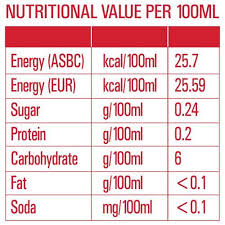 NUTRITIONAL VALUE PER 100ML
Energy (ASBC) kcal/100ml 25.7
Energy (EUR) kcal/100ml 25.59
Sugar g/100ml 0.24
Protein g/100ml 0.2
Carbohydrate g/100ml 6
Fat g/100ml <0.1
Soda mg/100ml <0.1